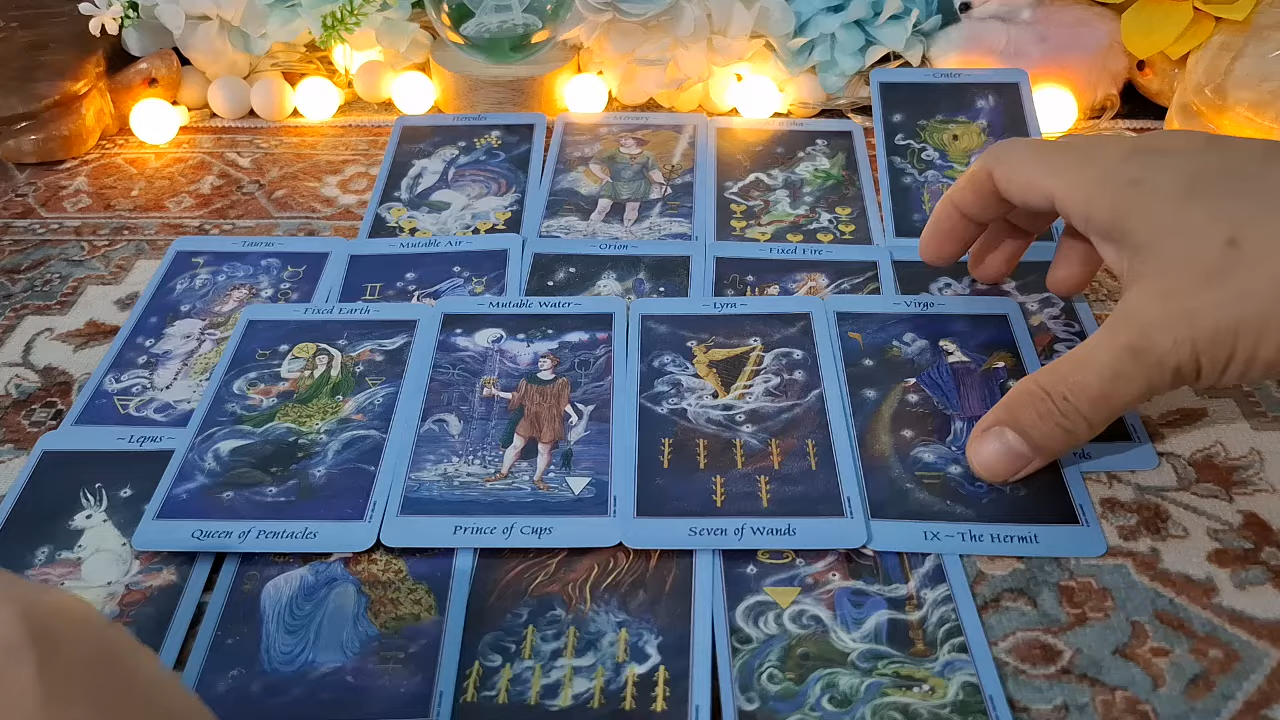 ~ Crater ~
Hercules
~ Mercury ~
~ Taurus ~
~ Mutable Air ~
~ Orion ~
~ Fixed Fire ~
~ Fixed Earth ~
~ Mutable Water ~
~ Lyra ~
~ Virgo ~
~ Lepus ~
rds
Queen of Pentacles
Prince of Cups
Seven of Wands
IX ~ The Hermit